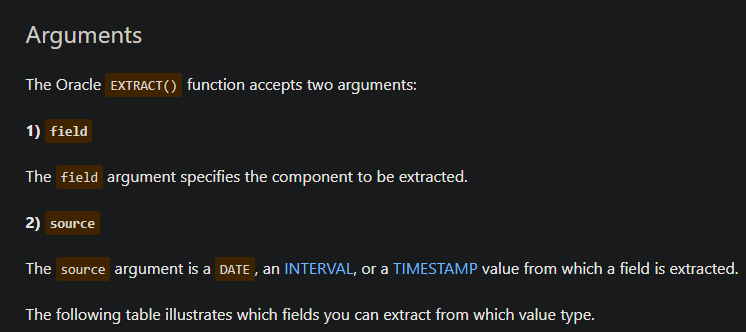 Arguments
The Oracle EXTRACT() function accepts two arguments:
1) field
The field argument specifies the component to be extracted.
2) source
The source argument is a DATE, an INTERVAL, or a TIMESTAMP value from which a field is extracted.
The following table illustrates which fields you can extract from which value type.